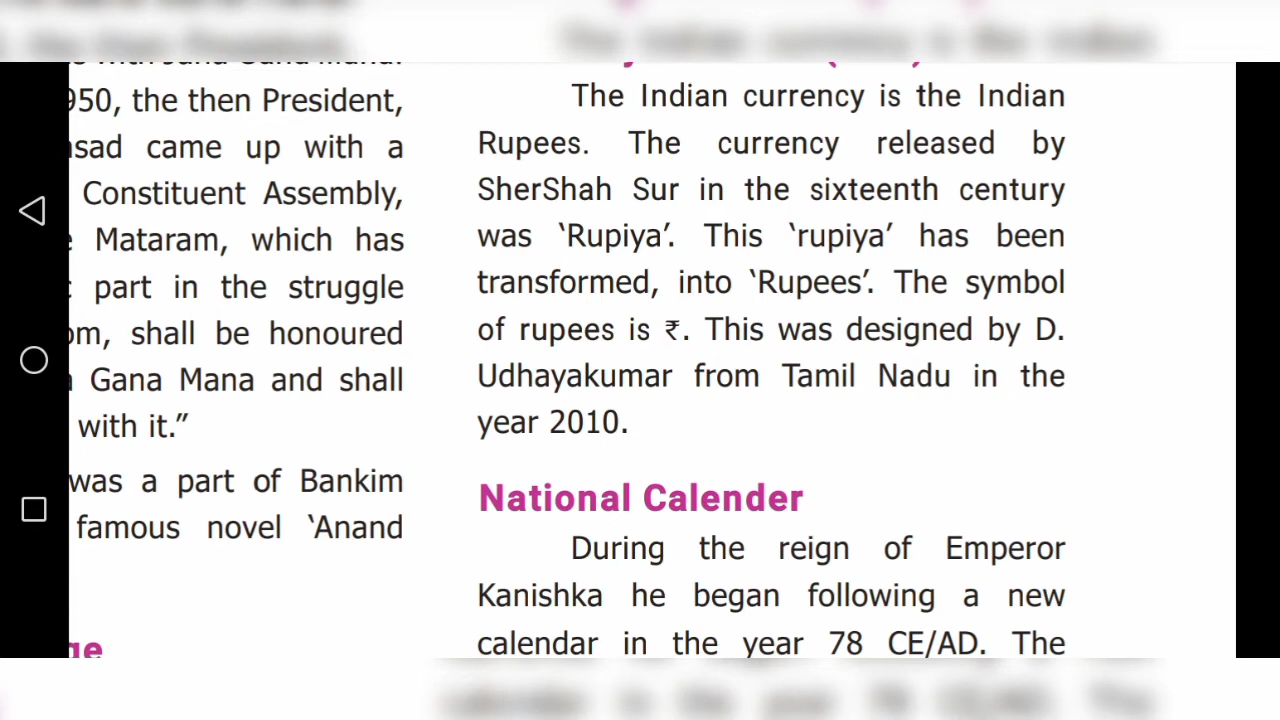 950, the then President,
came up with a
Constituent Assembly,
Mataram, which has
part in the struggle
shall be honoured
Gana Mana and shall
with it.”
was a part of Bankim
famous novel ‘Anand
The Indian currency is the Indian
Rupees. The currency released by
SherShah Sur in the sixteenth century
was ‘Rupiya’. This ‘rupiya’ has been
transformed, into ‘Rupees’. The symbol
of rupees is ₹. This was designed by D.
Udhayakumar from Tamil Nadu in the
year 2010.
National Calender
During the reign of Emperor
Kanishka he began following a new
calendar in the year 78 CE/AD. The